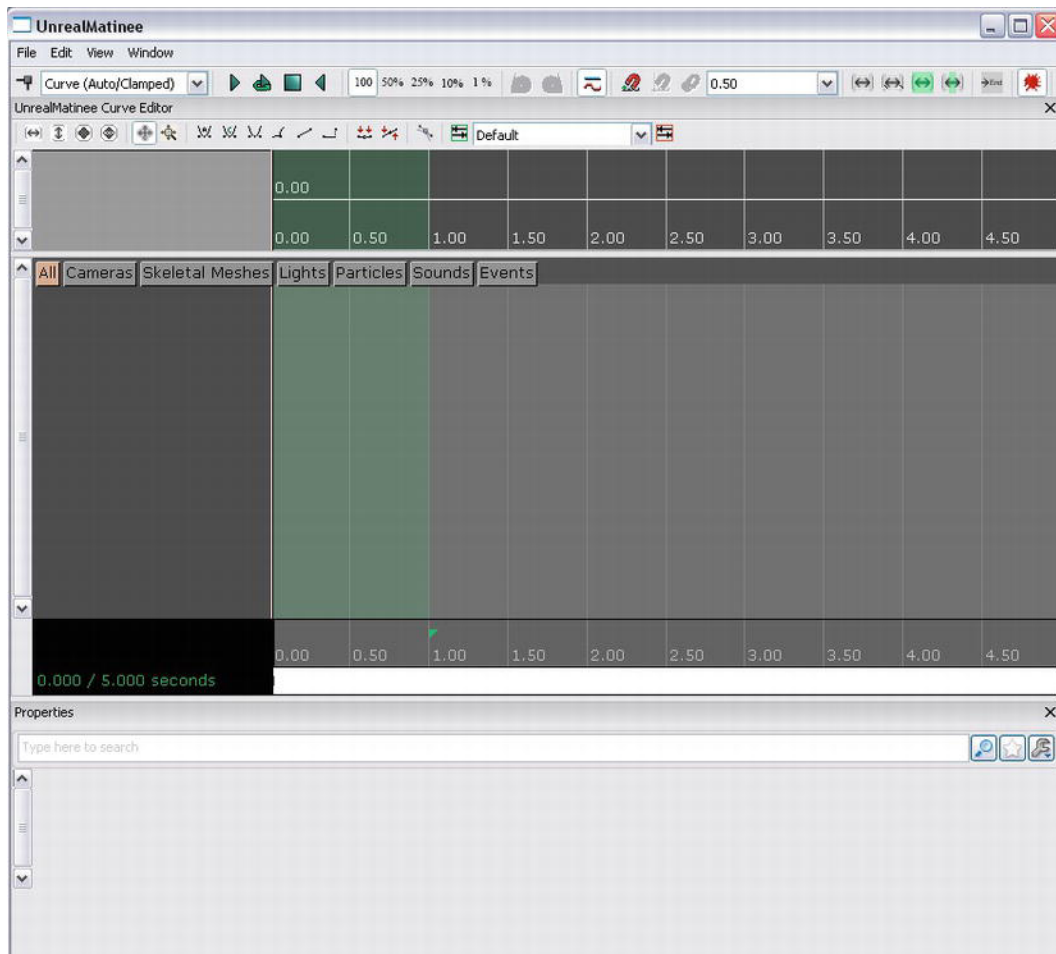 UnrealMatinee
File Edit View Window
Curve (Auto/Clamped) 100 50% 25% 10% 1% 0.50 End
UnrealMatinee Curve Editor
Default
0.00
0.00 0.50 1.00 1.50 2.00 2.50 3.00 3.50 4.00 4.50
All Cameras Skeletal Meshes Lights Particles Sounds Events
0.00 0.50 1.00 1.50 2.00 2.50 3.00 3.50 4.00 4.50
0.000 / 5.000 seconds
Properties
Type here to search